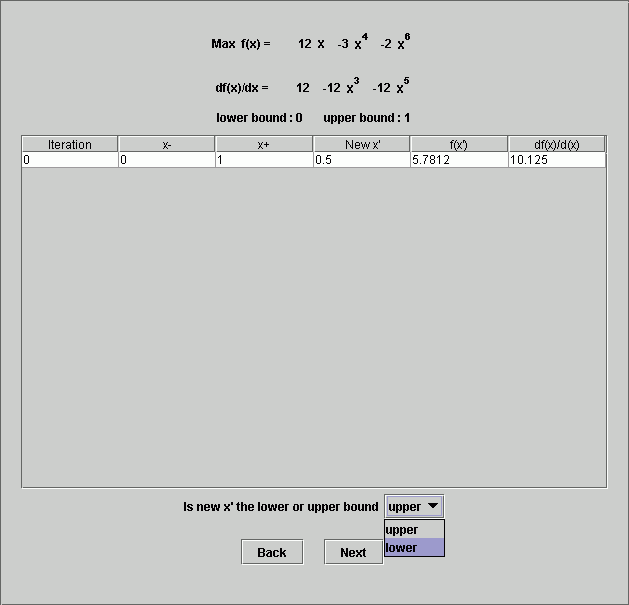 Max f(x) = 12 x -3 x^4 -2 x^6
df(x)/dx = 12 -12 x^3 -12 x^5
lower bound : 0 upper bound : 1
Iteration x- x+ New x' f(x') df(x)/d(x)
0 0 1 0.5 5.7812 10.125
Is new x' the lower or upper bound upper
upper
lower
Back Next